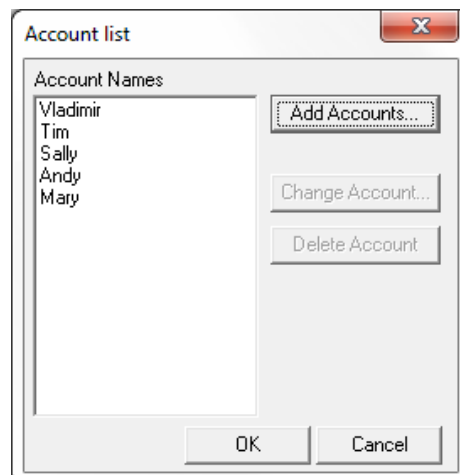 Account list
Account Names
Vladimir
Tim
Sally
Andy
Mary
Add Accounts...
Change Account...
Delete Account
OK
Cancel